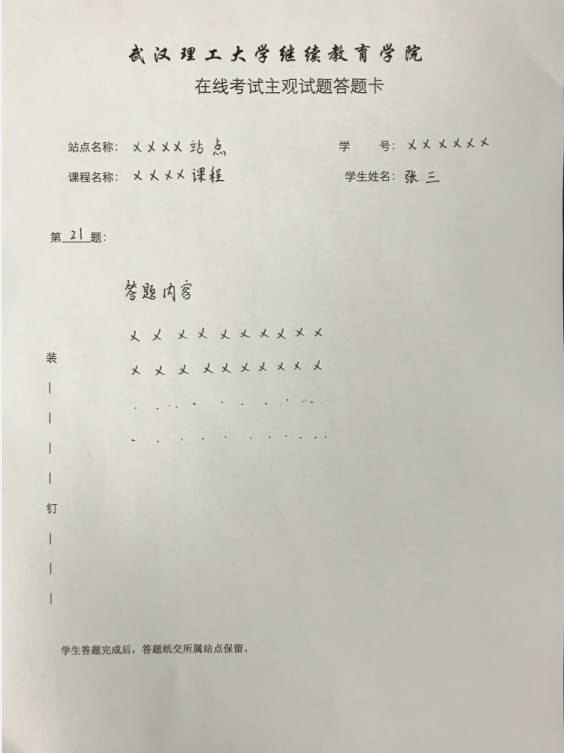 武汉理工大学继续教育学院
在线考试主观试题答题卡
站点名称： ××××站点 学 号： ××××××
课程名称： ××××课程 学生姓名： 张三
第 21 题：
答题内容
× × × × × × × × ×
× × × × × × × × ×
. . . . . . . . .
. . . . . . . . .
装
|
|
|
|
钉
|
|
|
学生答题完成后，答题纸交所属站点保留。